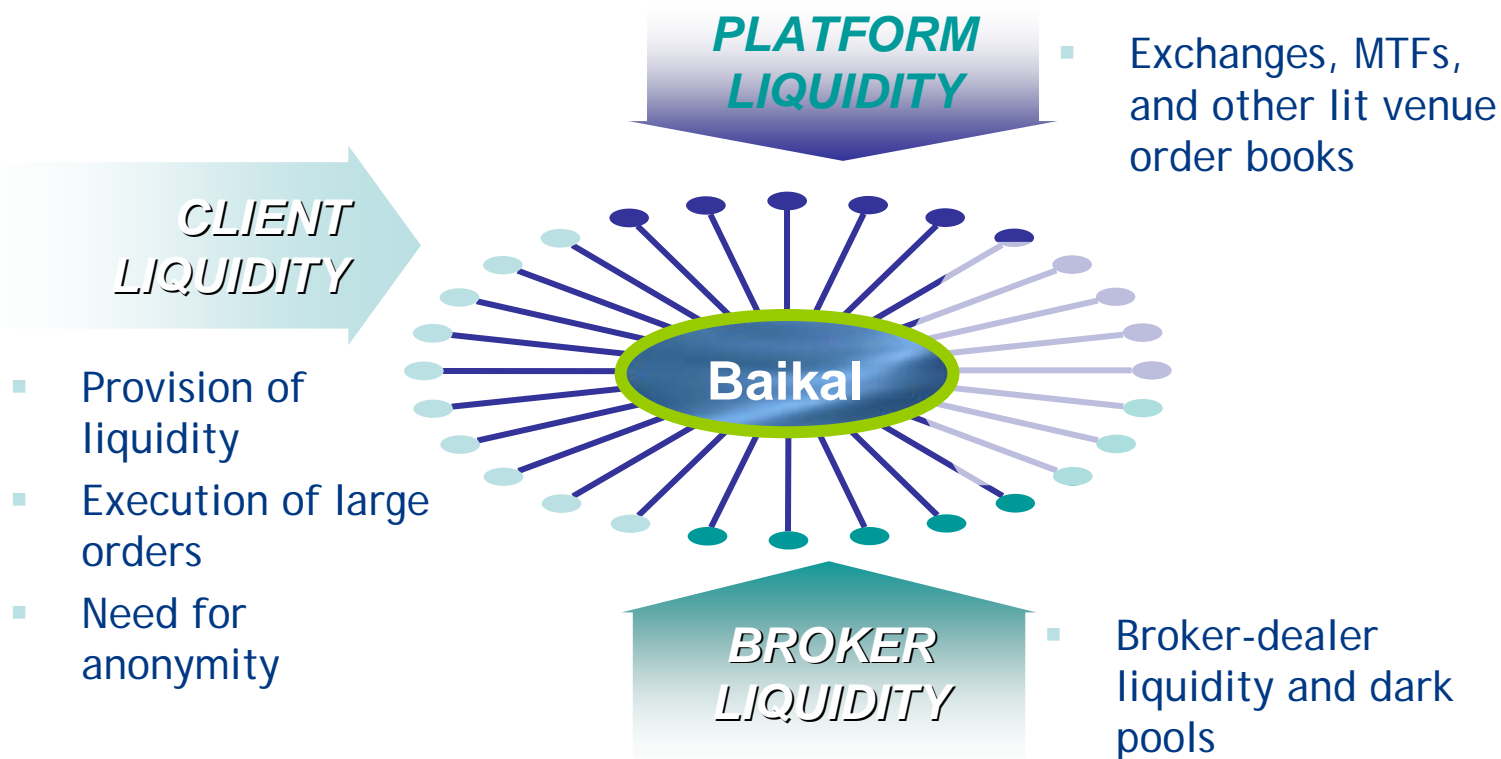 PLATFORM
LIQUIDITY
Exchanges, MTFs,
and other lit venue
order books
CLIENT
LIQUIDITY
Provision of
liquidity
Execution of large
orders
Need for
anonymity
Baikal
BROKER
LIQUIDITY
Broker-dealer
liquidity and dark
pools